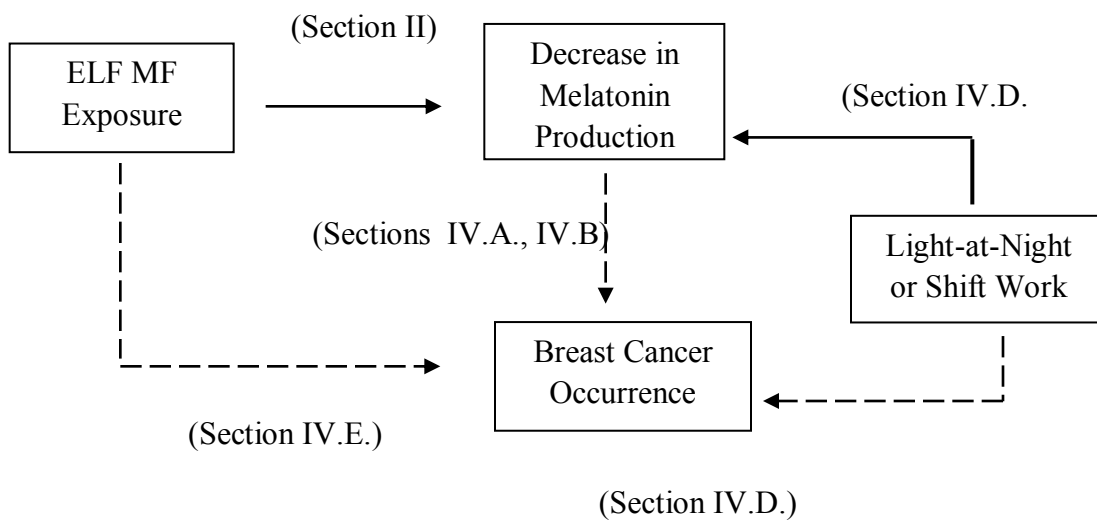 (Section II)
ELF MF
Exposure
Decrease in
Melatonin
Production
(Section IV.D.
(Sections IV.A., IV.B)
Light-at-Night
or Shift Work
Breast Cancer
Occurrence
(Section IV.E.)
(Section IV.D.)